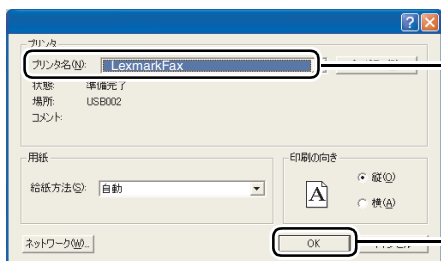 プリンタ
プリンタ名(N): LexmarkFax
状態: 準備完了
場所: USB002
コメント:
用紙
給紙方法(S): 自動
印刷の向き
A
縦(O)
横(A)
ネットワーク(W)...
OK